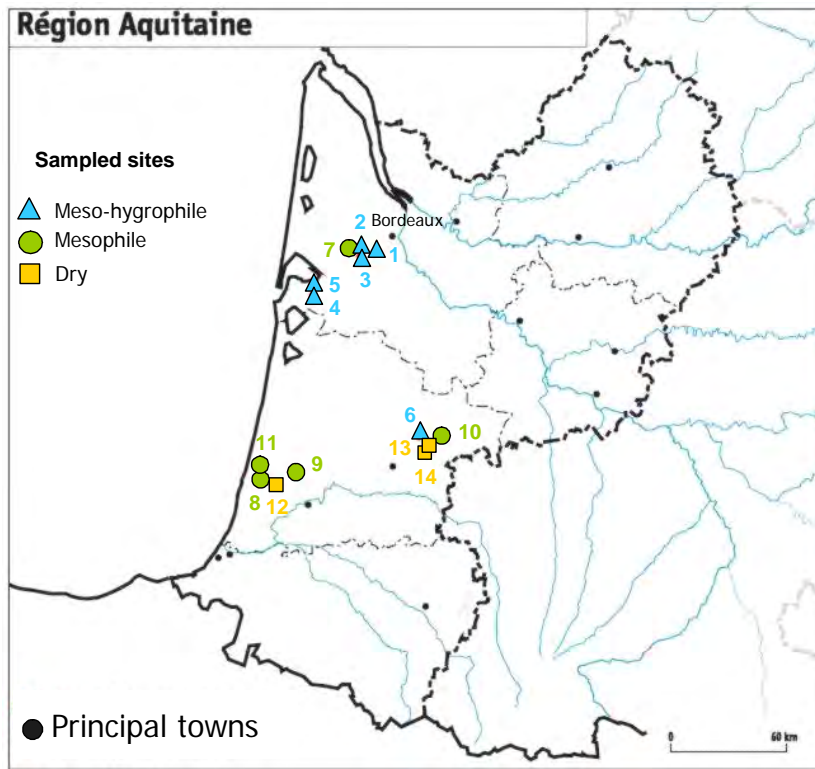 Région Aquitaine
Sampled sites
Meso-hygrophile
Mesophile
Dry
2
Bordeaux
7
1
3
5
4
6
10
13
14
11
9
8
12
Principal towns
0
60 km